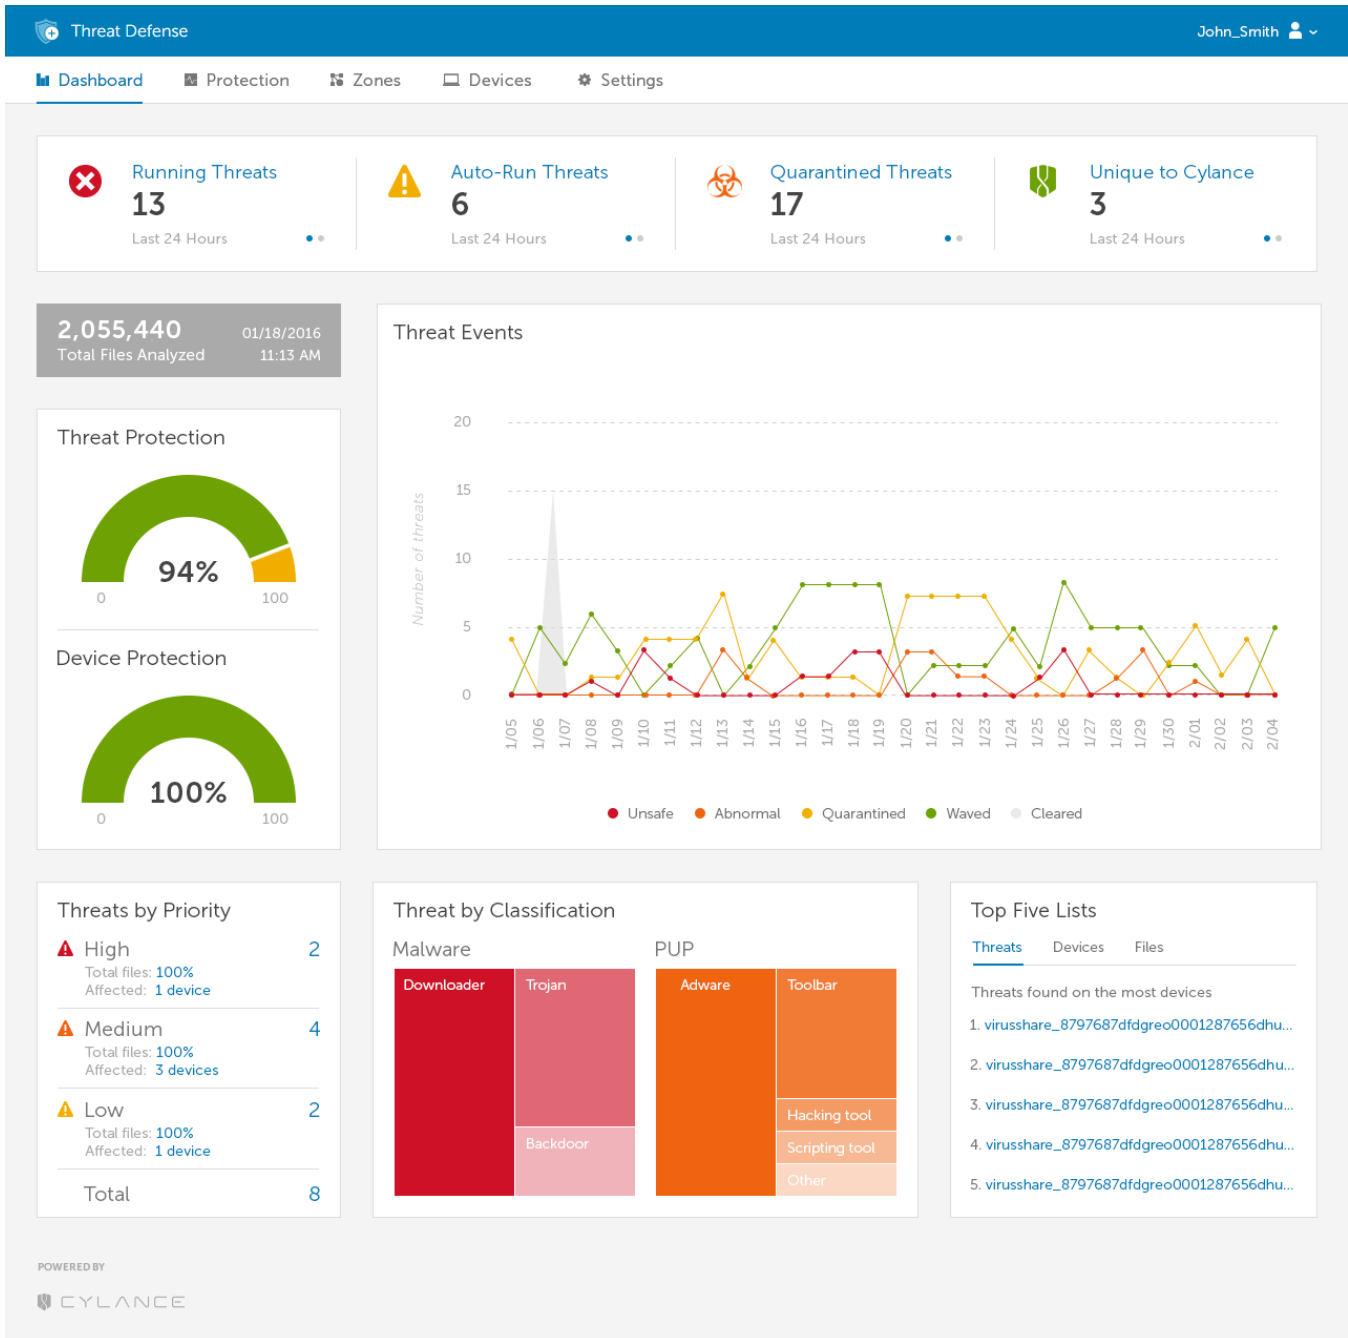 Threat Defense
John_Smith
Dashboard
Protection
Zones
Devices
Settings
Running Threats
13
Last 24 Hours
Auto-Run Threats
6
Last 24 Hours
Quarantined Threats
17
Last 24 Hours
Unique to Cylance
3
Last 24 Hours
2,055,440
Total Files Analyzed
01/18/2016
11:13 AM
Threat Protection
94%
0
100
Device Protection
100%
0
100
Threat Events
Number of threats
20
15
10
5
0
1/05
1/06
1/07
1/08
1/09
1/10
1/11
1/12
1/13
1/14
1/15
1/16
1/17
1/18
1/19
1/20
1/21
1/22
1/23
1/24
1/25
1/26
1/27
1/28
1/29
1/30
2/01
2/02
2/03
2/04
Unsafe
Abnormal
Quarantined
Waved
Cleared
Threats by Priority
High 2
Total files: 100%
Affected: 1 device
Medium 4
Total files: 100%
Affected: 3 devices
Low 2
Total files: 100%
Affected: 1 device
Total 8
Threat by Classification
Malware
Downloader
Trojan
Backdoor
PUP
Adware
Toolbar
Hacking tool
Scripting tool
Other
Top Five Lists
Threats
Devices
Files
Threats found on the most devices
1. virusshare_8797687dfdgreo0001287656dhu...
2. virusshare_8797687dfdgreo0001287656dhu...
3. virusshare_8797687dfdgreo0001287656dhu...
4. virusshare_8797687dfdgreo0001287656dhu...
5. virusshare_8797687dfdgreo0001287656dhu...
POWERED BY
CYLANCE